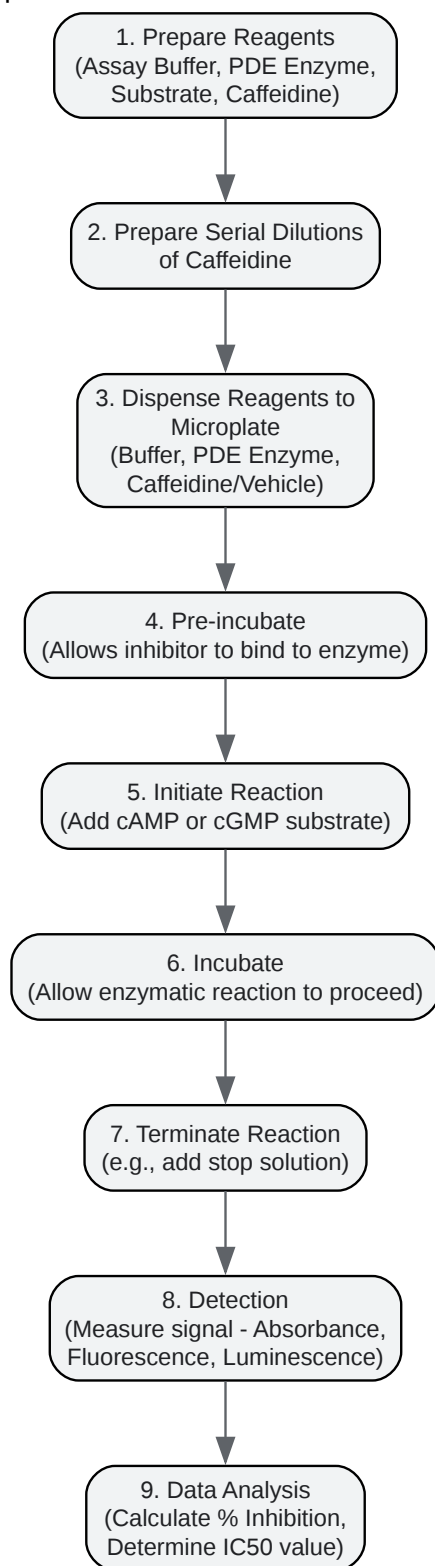 1. Prepare Reagents
(Assay Buffer, PDE Enzyme,
Substrate, Caffeidine)
2. Prepare Serial Dilutions
of Caffeidine
3. Dispense Reagents to
Microplate
(Buffer, PDE Enzyme,
Caffeidine/Vehicle)
4. Pre-incubate
(Allows inhibitor to bind to enzyme)
5. Initiate Reaction
(Add cAMP or cGMP substrate)
6. Incubate
(Allow enzymatic reaction to proceed)
7. Terminate Reaction
(e.g., add stop solution)
8. Detection
(Measure signal - Absorbance,
Fluorescence, Luminescence)
9. Data Analysis
(Calculate % Inhibition,
Determine IC50 value)